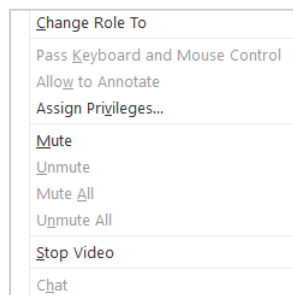 Change Role To
Pass Keyboard and Mouse Control
Allow to Annotate
Assign Privileges...
Mute
Unmute
Mute All
Unmute All
Stop Video
Chat